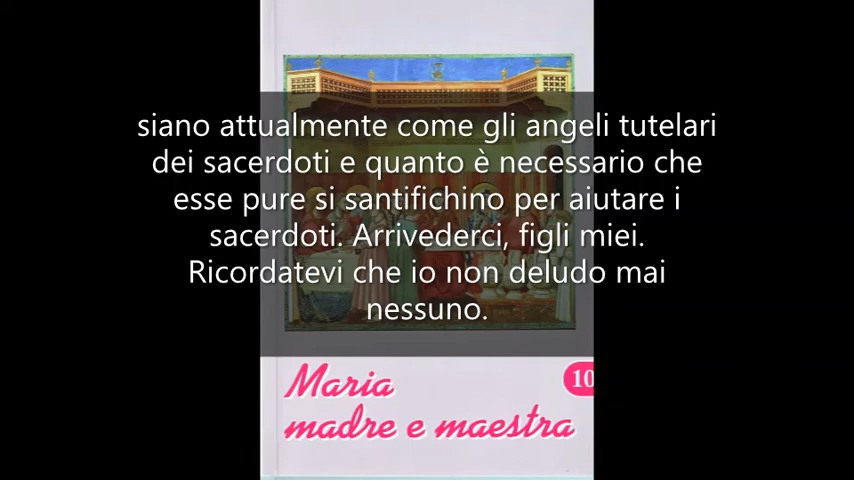 siano attualmente come gli angeli tutelari
dei sacerdoti e quanto è necessario che
esse pure si santifichino per aiutare i
sacerdoti. Arrivederci, figli miei.
Ricordatevi che io non deludo mai
nessuno.
Maria
10
madre e maestra